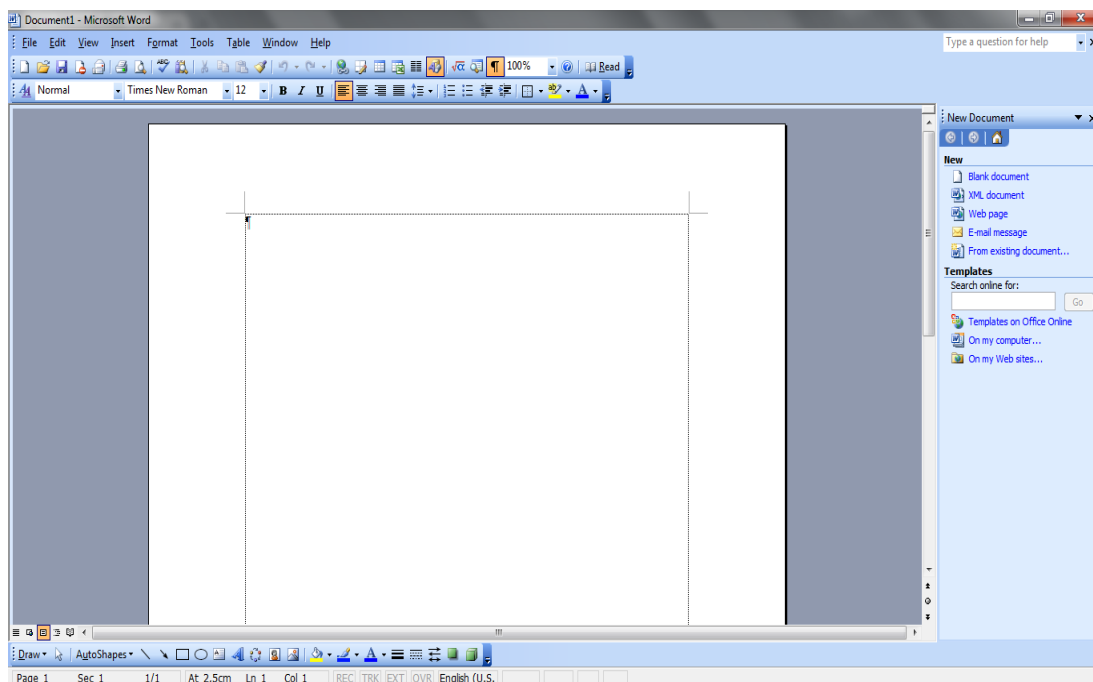 Document1 - Microsoft Word
File Edit View Insert Format Tools Table Window Help
Type a question for help
100% Read
Normal Times New Roman 12 B I U
New Document
New
Blank document
XML document
Web page
E-mail message
From existing document...
Templates
Search online for:
Go
Templates on Office Online
On my computer...
On my Web sites...
¶
Draw AutoShapes
Page 1 Sec 1 1/1 At 2.5cm Ln 1 Col 1 REC TRK EXT OVR English (U.S.